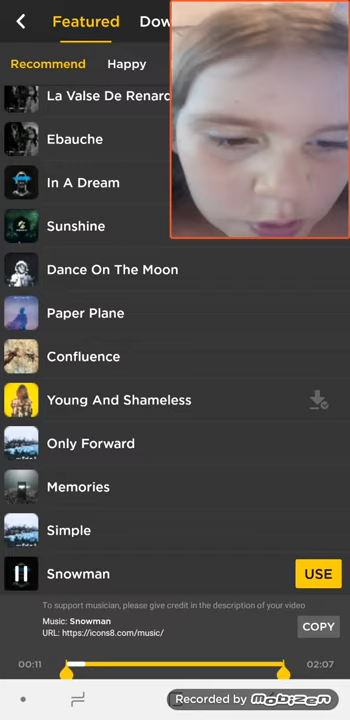 Featured Dow
Recommend Happy
La Valse De Renard
Ebauche
In A Dream
Sunshine
Dance On The Moon
Paper Plane
Confluence
Young And Shameless
Only Forward
Memories
Simple
Snowman USE
To support musician, please give credit in the description of your video
Music: Snowman
URL: https://icons8.com/music/
COPY
00:11 02:07
Recorded by mobizen